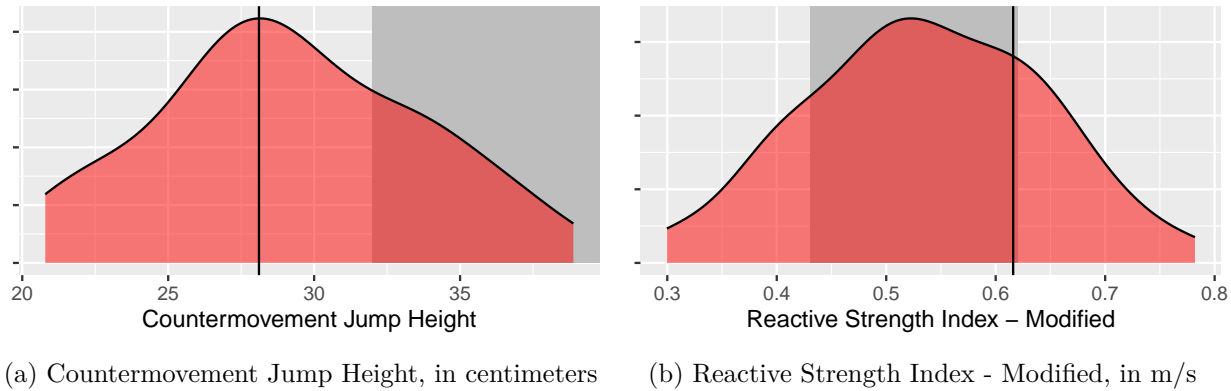 20 25 30 35
Countermovement Jump Height
(a) Countermovement Jump Height, in centimeters
0.3 0.4 0.5 0.6 0.7 0.8
Reactive Strength Index – Modified
(b) Reactive Strength Index - Modified, in m/s